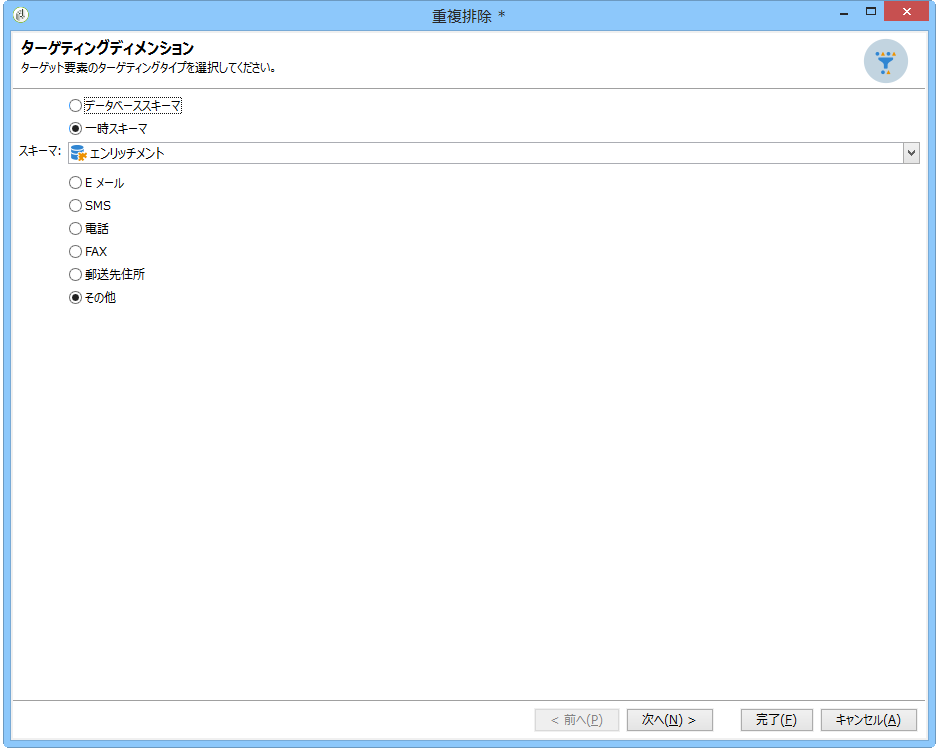 重複排除 *
ターゲティングディメンション
ターゲット要素のターゲティングタイプを選択してください。
データベーススキーマ
一時スキーマ
スキーマ: エンリッチメント
E メール
SMS
電話
FAX
郵送先住所
その他
< 前へ(P) 次へ(N) > 完了(F) キャンセル(A)